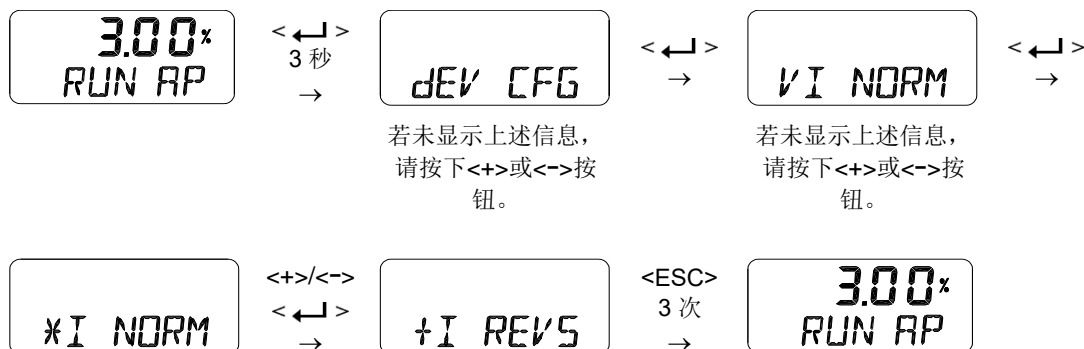 3.00%
RUN AP
<↵>
3 秒
→
dEV CFG
若未显示上述信息，
请按下<+>或<->按
钮。
<↵>
→
VI NORM
若未显示上述信息，
请按下<+>或<->按
钮。
<↵>
→
*I NORM
<+>/<->
<↵>
→
+I REVS
<ESC>
3 次
→
3.00%
RUN AP